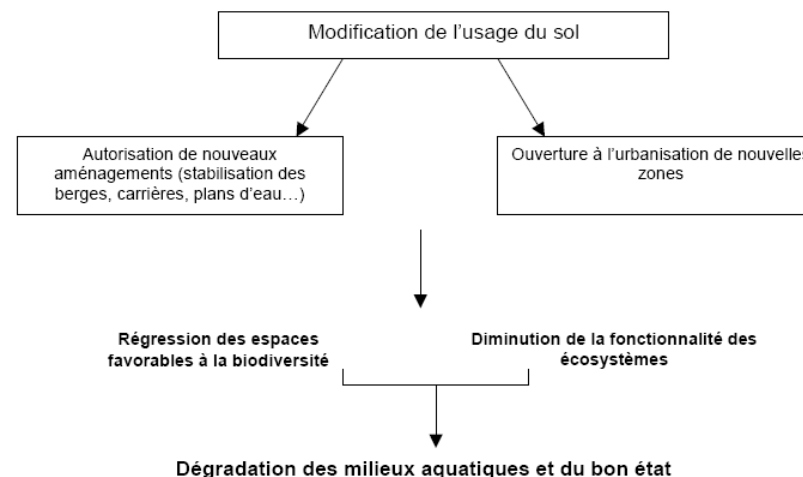 Modification de l'usage du sol
Autorisation de nouveaux
aménagements (stabilisation des
berges, carrières, plans d'eau…)
Ouverture à l'urbanisation de nouvelles
zones
Régression des espaces
favorables à la biodiversité
Diminution de la fonctionnalité des
écosystèmes
Dégradation des milieux aquatiques et du bon état